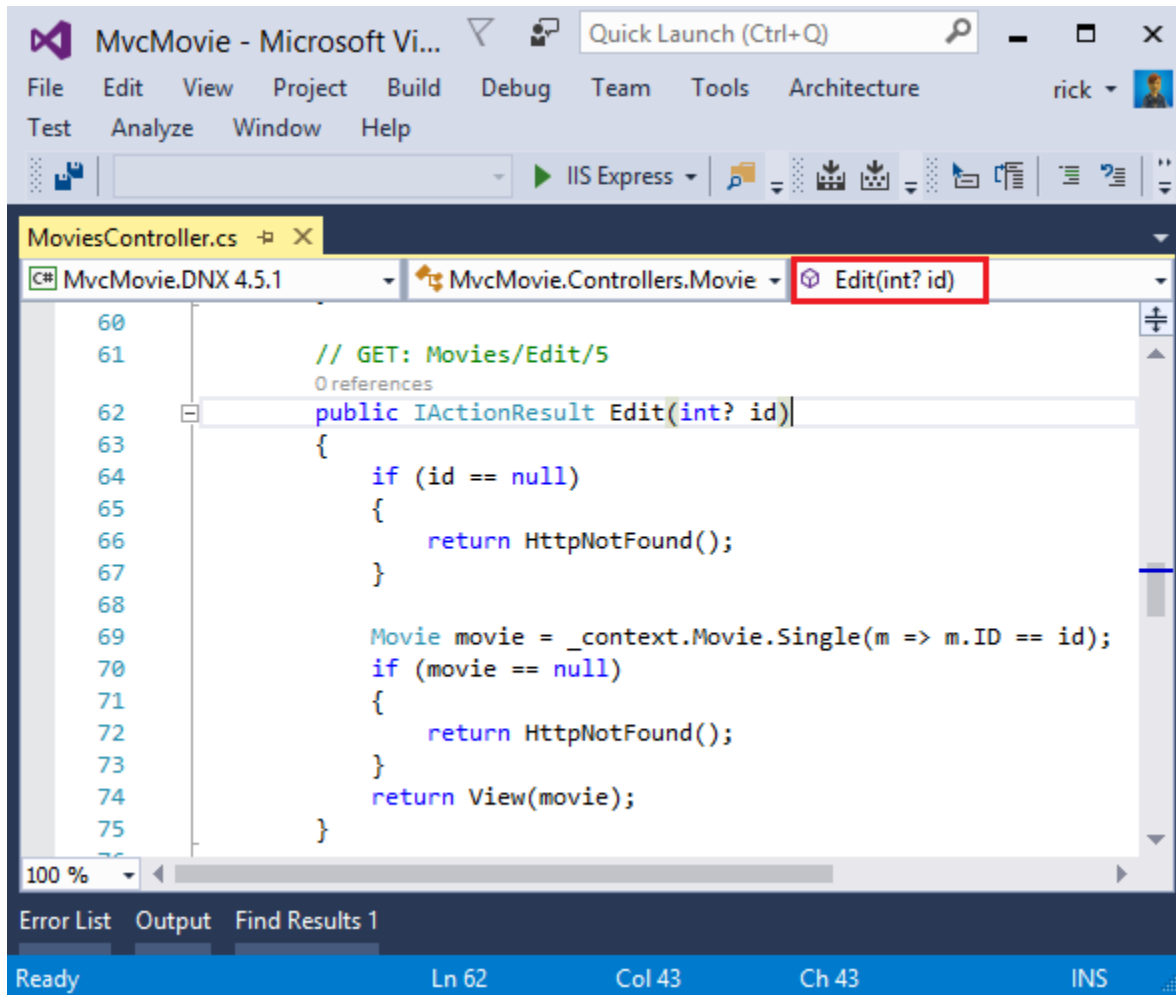 MvcMovie - Microsoft Vi... Quick Launch (Ctrl+Q)
File Edit View Project Build Debug Team Tools Architecture rick
Test Analyze Window Help
IIS Express
MoviesController.cs
C# MvcMovie.DNX 4.5.1 MvcMovie.Controllers.Movie Edit(int? id)
60
61 // GET: Movies/Edit/5
0 references
62 public IActionResult Edit(int? id)
63 {
64 if (id == null)
65 {
66 return HttpNotFound();
67 }
68
69 Movie movie = _context.Movie.Single(m => m.ID == id);
70 if (movie == null)
71 {
72 return HttpNotFound();
73 }
74 return View(movie);
75 }
100 %
Error List Output Find Results 1
Ready Ln 62 Col 43 Ch 43 INS